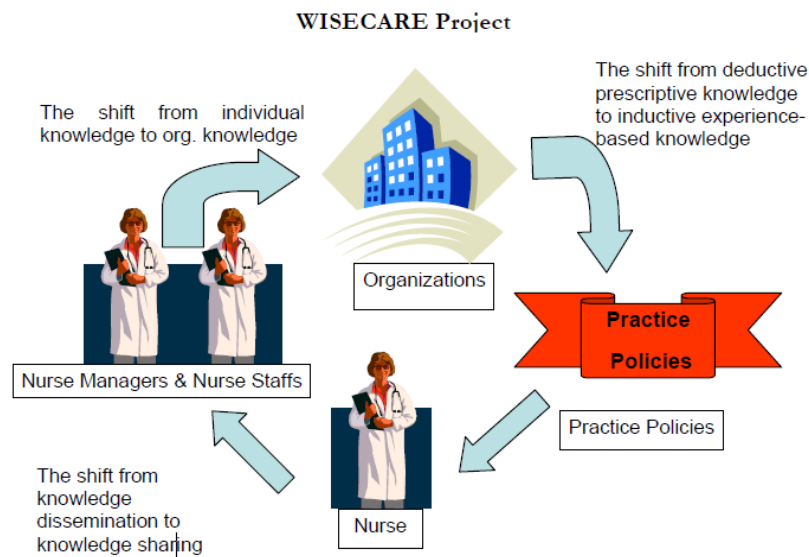 WISECARE Project
The shift from individual
knowledge to org. knowledge
The shift from deductive
prescriptive knowledge
to inductive experience-
based knowledge
Organizations
Practice
Policies
Nurse Managers & Nurse Staffs
Practice Policies
The shift from
knowledge
dissemination to
knowledge sharing
Nurse